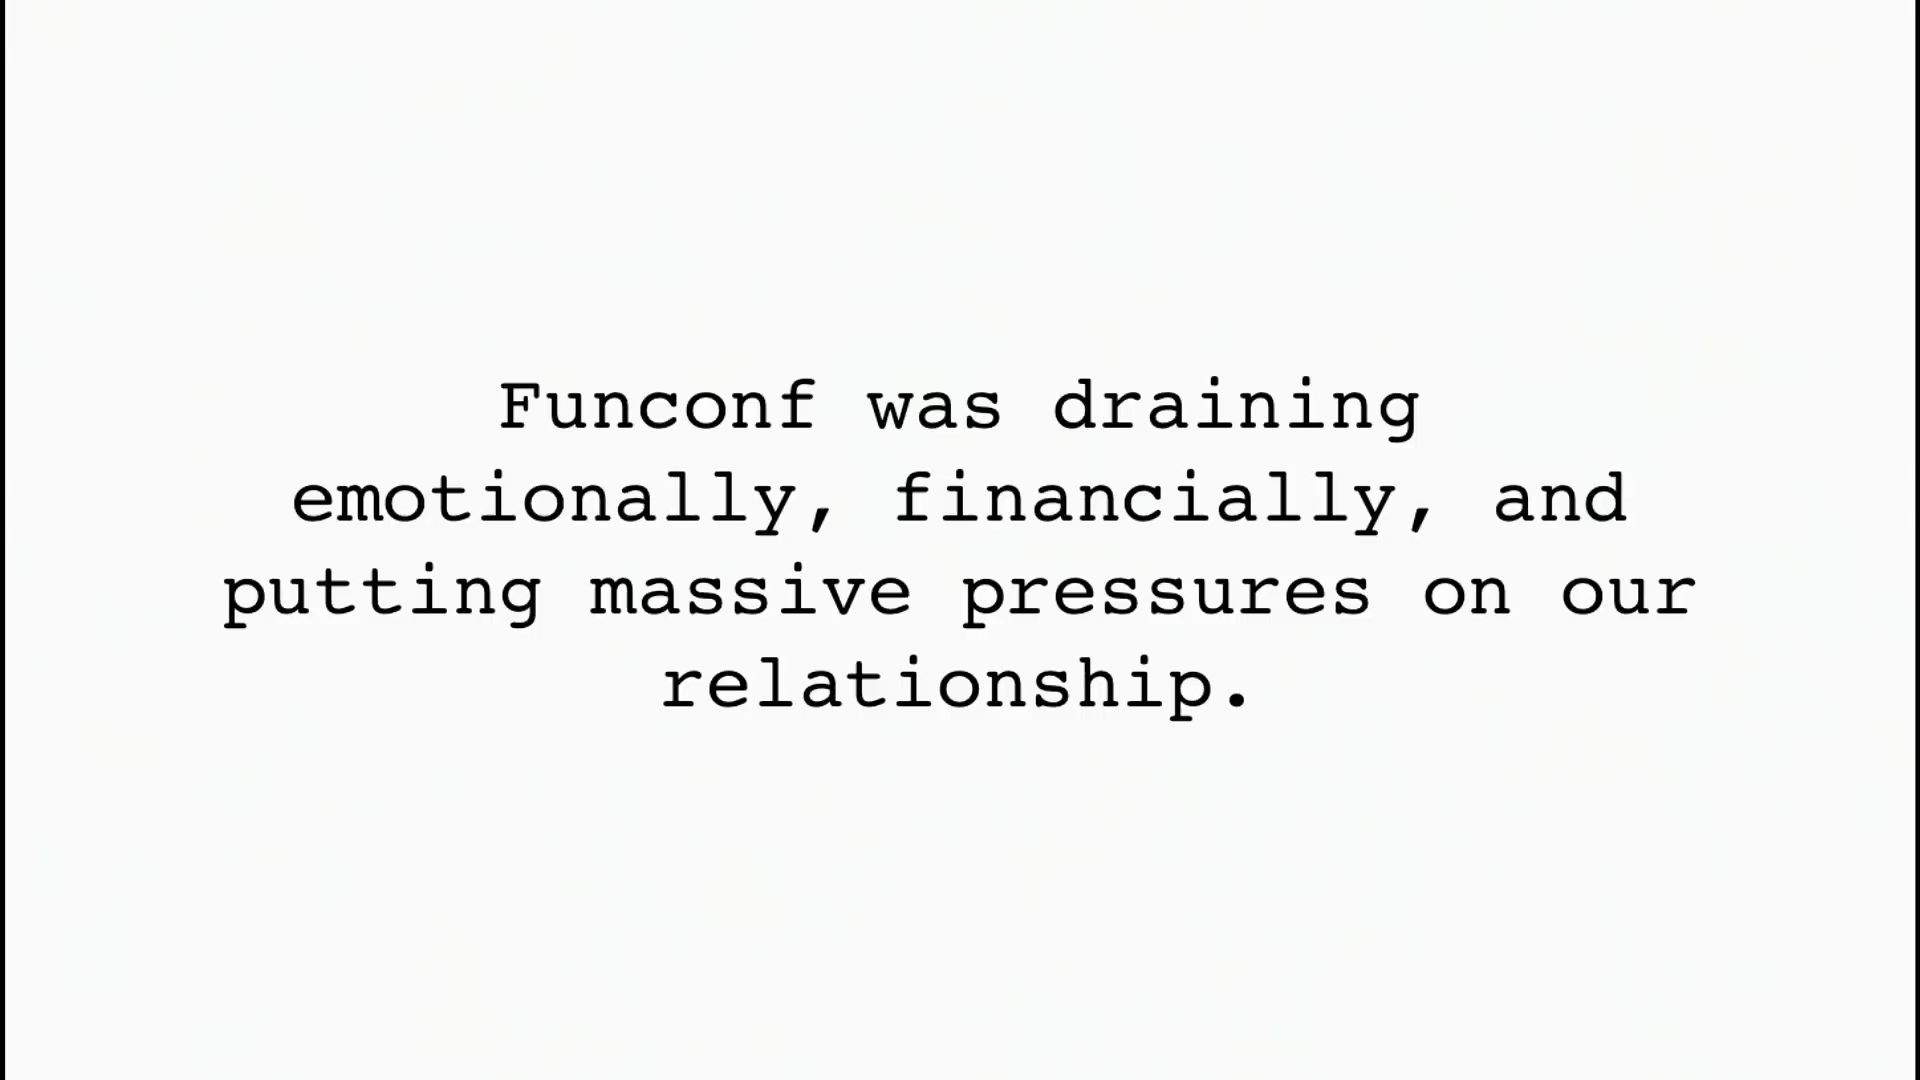 Funconf was draining
emotionally, financially, and
putting massive pressures on our
relationship.